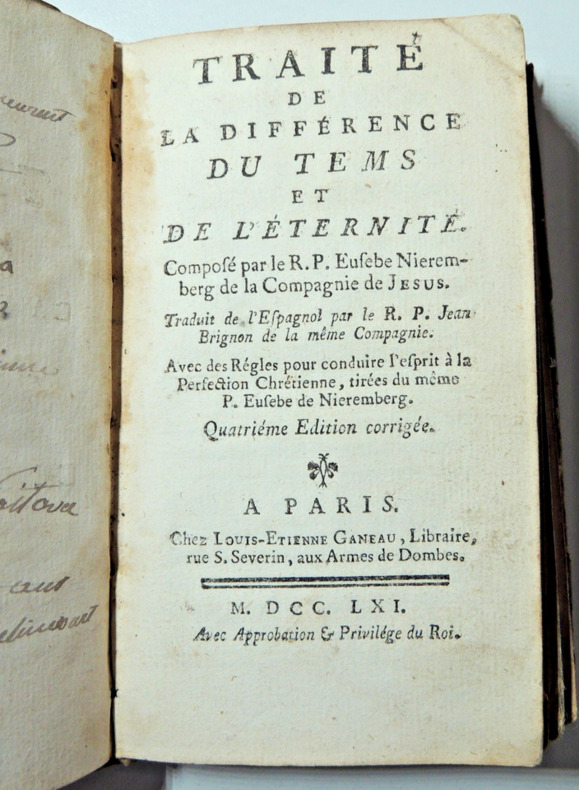 TRAITÉ
DE
LA DIFFÉRENCE
DU TEMS
ET
DE L'ÉTERNITÉ.
Compoſé par le R. P. Euſebe Nierem-
berg de la Compagnie de JESUS.
Traduit de l'Eſpagnol par le R. P. Jean
Brignon de la même Compagnie.
Avec des Régles pour conduire l'eſprit à la
Perfection Chrétienne, tirées du même
P. Euſebe de Nieremberg.
Quatriéme Edition corrigée.
A PARIS.
Chez LOUIS-ETIENNE GANEAU, Libraire,
rue S. Severin, aux Armes de Dombes.
M. DCC. LXI.
Avec Approbation & Privilége du Roi.